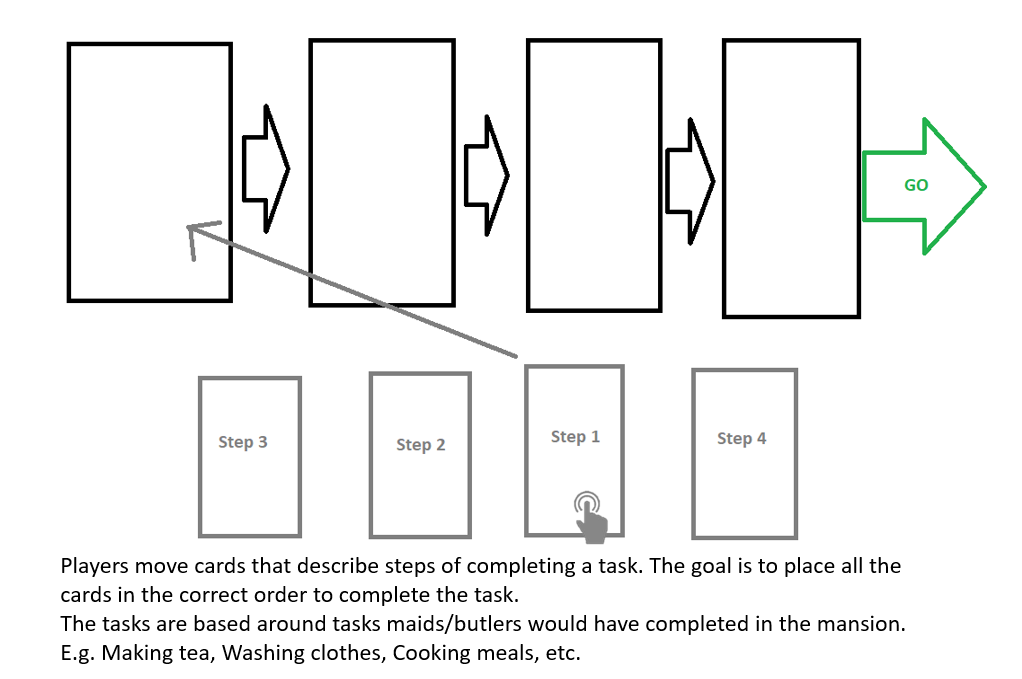 GO
Step 3
Step 2
Step 1
Step 4
Players move cards that describe steps of completing a task. The goal is to place all the
cards in the correct order to complete the task.
The tasks are based around tasks maids/butlers would have completed in the mansion.
E.g. Making tea, Washing clothes, Cooking meals, etc.